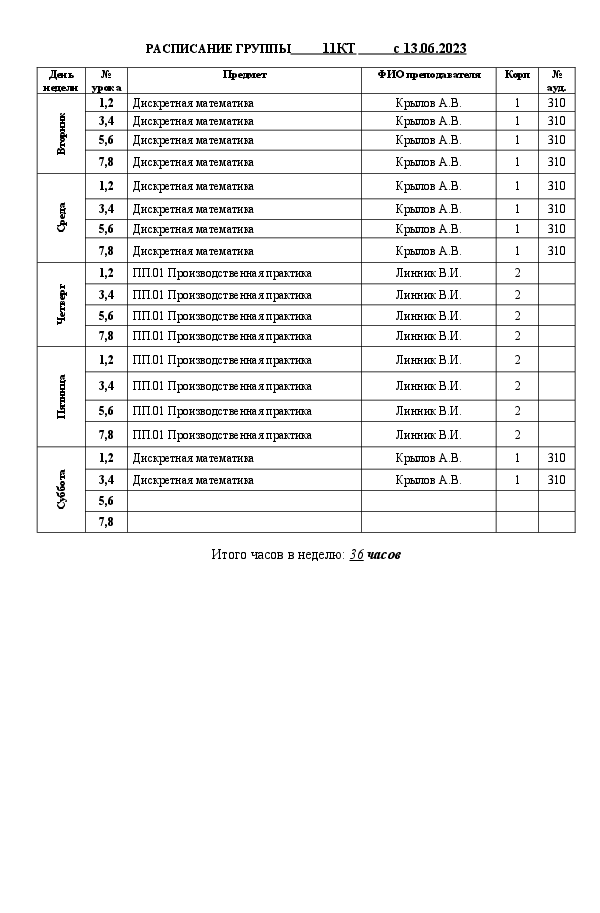 РАСПИСАНИЕ ГРУППЫ 11КТ с 13.06.2023
День недели № урока Предмет ФИО преподавателя Корп № ауд.
Вторник
1,2 Дискретная математика Крылов А.В. 1 310
3,4 Дискретная математика Крылов А.В. 1 310
5,6 Дискретная математика Крылов А.В. 1 310
7,8 Дискретная математика Крылов А.В. 1 310
Среда
1,2 Дискретная математика Крылов А.В. 1 310
3,4 Дискретная математика Крылов А.В. 1 310
5,6 Дискретная математика Крылов А.В. 1 310
7,8 Дискретная математика Крылов А.В. 1 310
Четверг
1,2 ПП.01 Производственная практика Линник В.И. 2
3,4 ПП.01 Производственная практика Линник В.И. 2
5,6 ПП.01 Производственная практика Линник В.И. 2
7,8 ПП.01 Производственная практика Линник В.И. 2
Пятница
1,2 ПП.01 Производственная практика Линник В.И. 2
3,4 ПП.01 Производственная практика Линник В.И. 2
5,6 ПП.01 Производственная практика Линник В.И. 2
7,8 ПП.01 Производственная практика Линник В.И. 2
Суббота
1,2 Дискретная математика Крылов А.В. 1 310
3,4 Дискретная математика Крылов А.В. 1 310
5,6
7,8
Итого часов в неделю: 36 часов